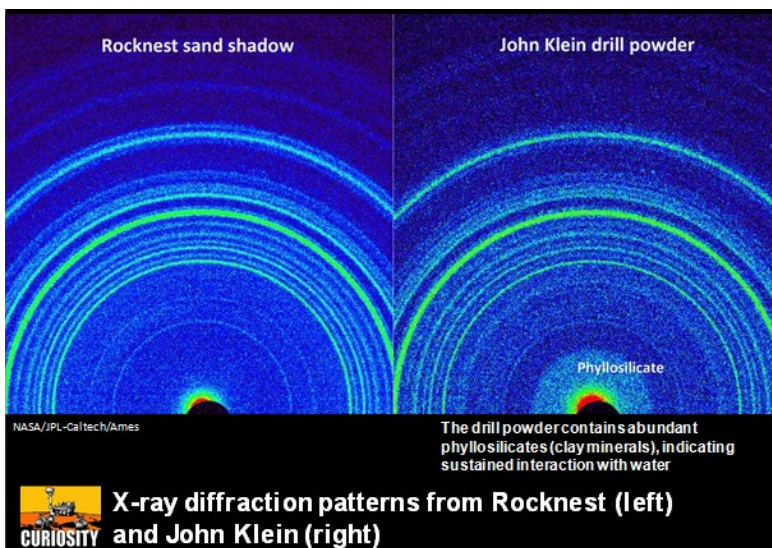 Rocknest sand shadow
John Klein drill powder
Phyllosilicate
NASA/JPL-Caltech/Ames
The drill powder contains abundant
phyllosilicates (clay minerals), indicating
sustained interaction with water
CURIOSITY
X-ray diffraction patterns from Rocknest (left)
and John Klein (right)